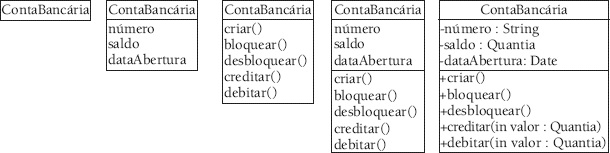 ContaBancária
ContaBancária
número
saldo
dataAbertura
ContaBancária
criar()
bloquear()
desbloquear()
creditar()
debitar()
ContaBancária
número
saldo
dataAbertura
criar()
bloquear()
desbloquear()
creditar()
debitar()
ContaBancária
-número : String
-saldo : Quantia
-dataAbertura: Date
+criar()
+bloquear()
+desbloquear()
+creditar(in valor : Quantia)
+debitar(in valor : Quantia)